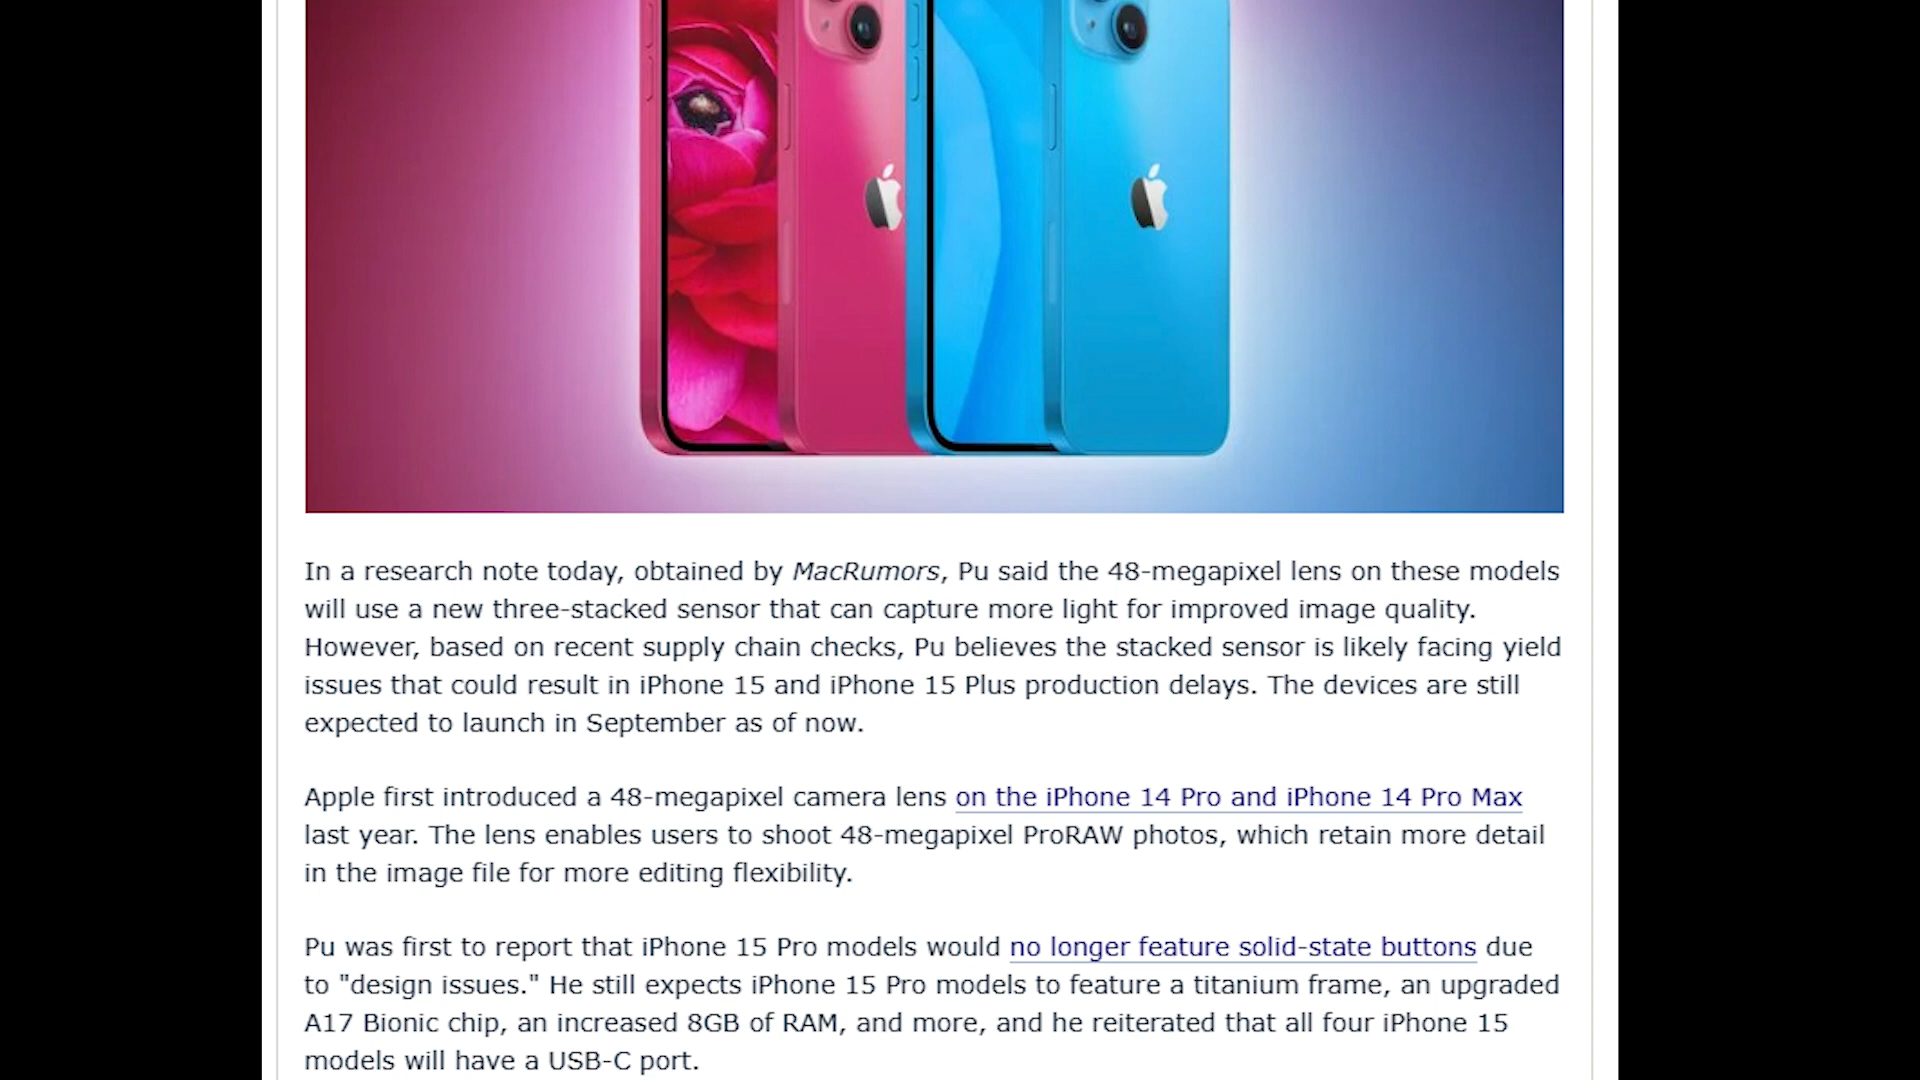 In a research note today, obtained by MacRumors, Pu said the 48-megapixel lens on these models
will use a new three-stacked sensor that can capture more light for improved image quality.
However, based on recent supply chain checks, Pu believes the stacked sensor is likely facing yield
issues that could result in iPhone 15 and iPhone 15 Plus production delays. The devices are still
expected to launch in September as of now.
Apple first introduced a 48-megapixel camera lens on the iPhone 14 Pro and iPhone 14 Pro Max
last year. The lens enables users to shoot 48-megapixel ProRAW photos, which retain more detail
in the image file for more editing flexibility.
Pu was first to report that iPhone 15 Pro models would no longer feature solid-state buttons due
to "design issues." He still expects iPhone 15 Pro models to feature a titanium frame, an upgraded
A17 Bionic chip, an increased 8GB of RAM, and more, and he reiterated that all four iPhone 15
models will have a USB-C port.